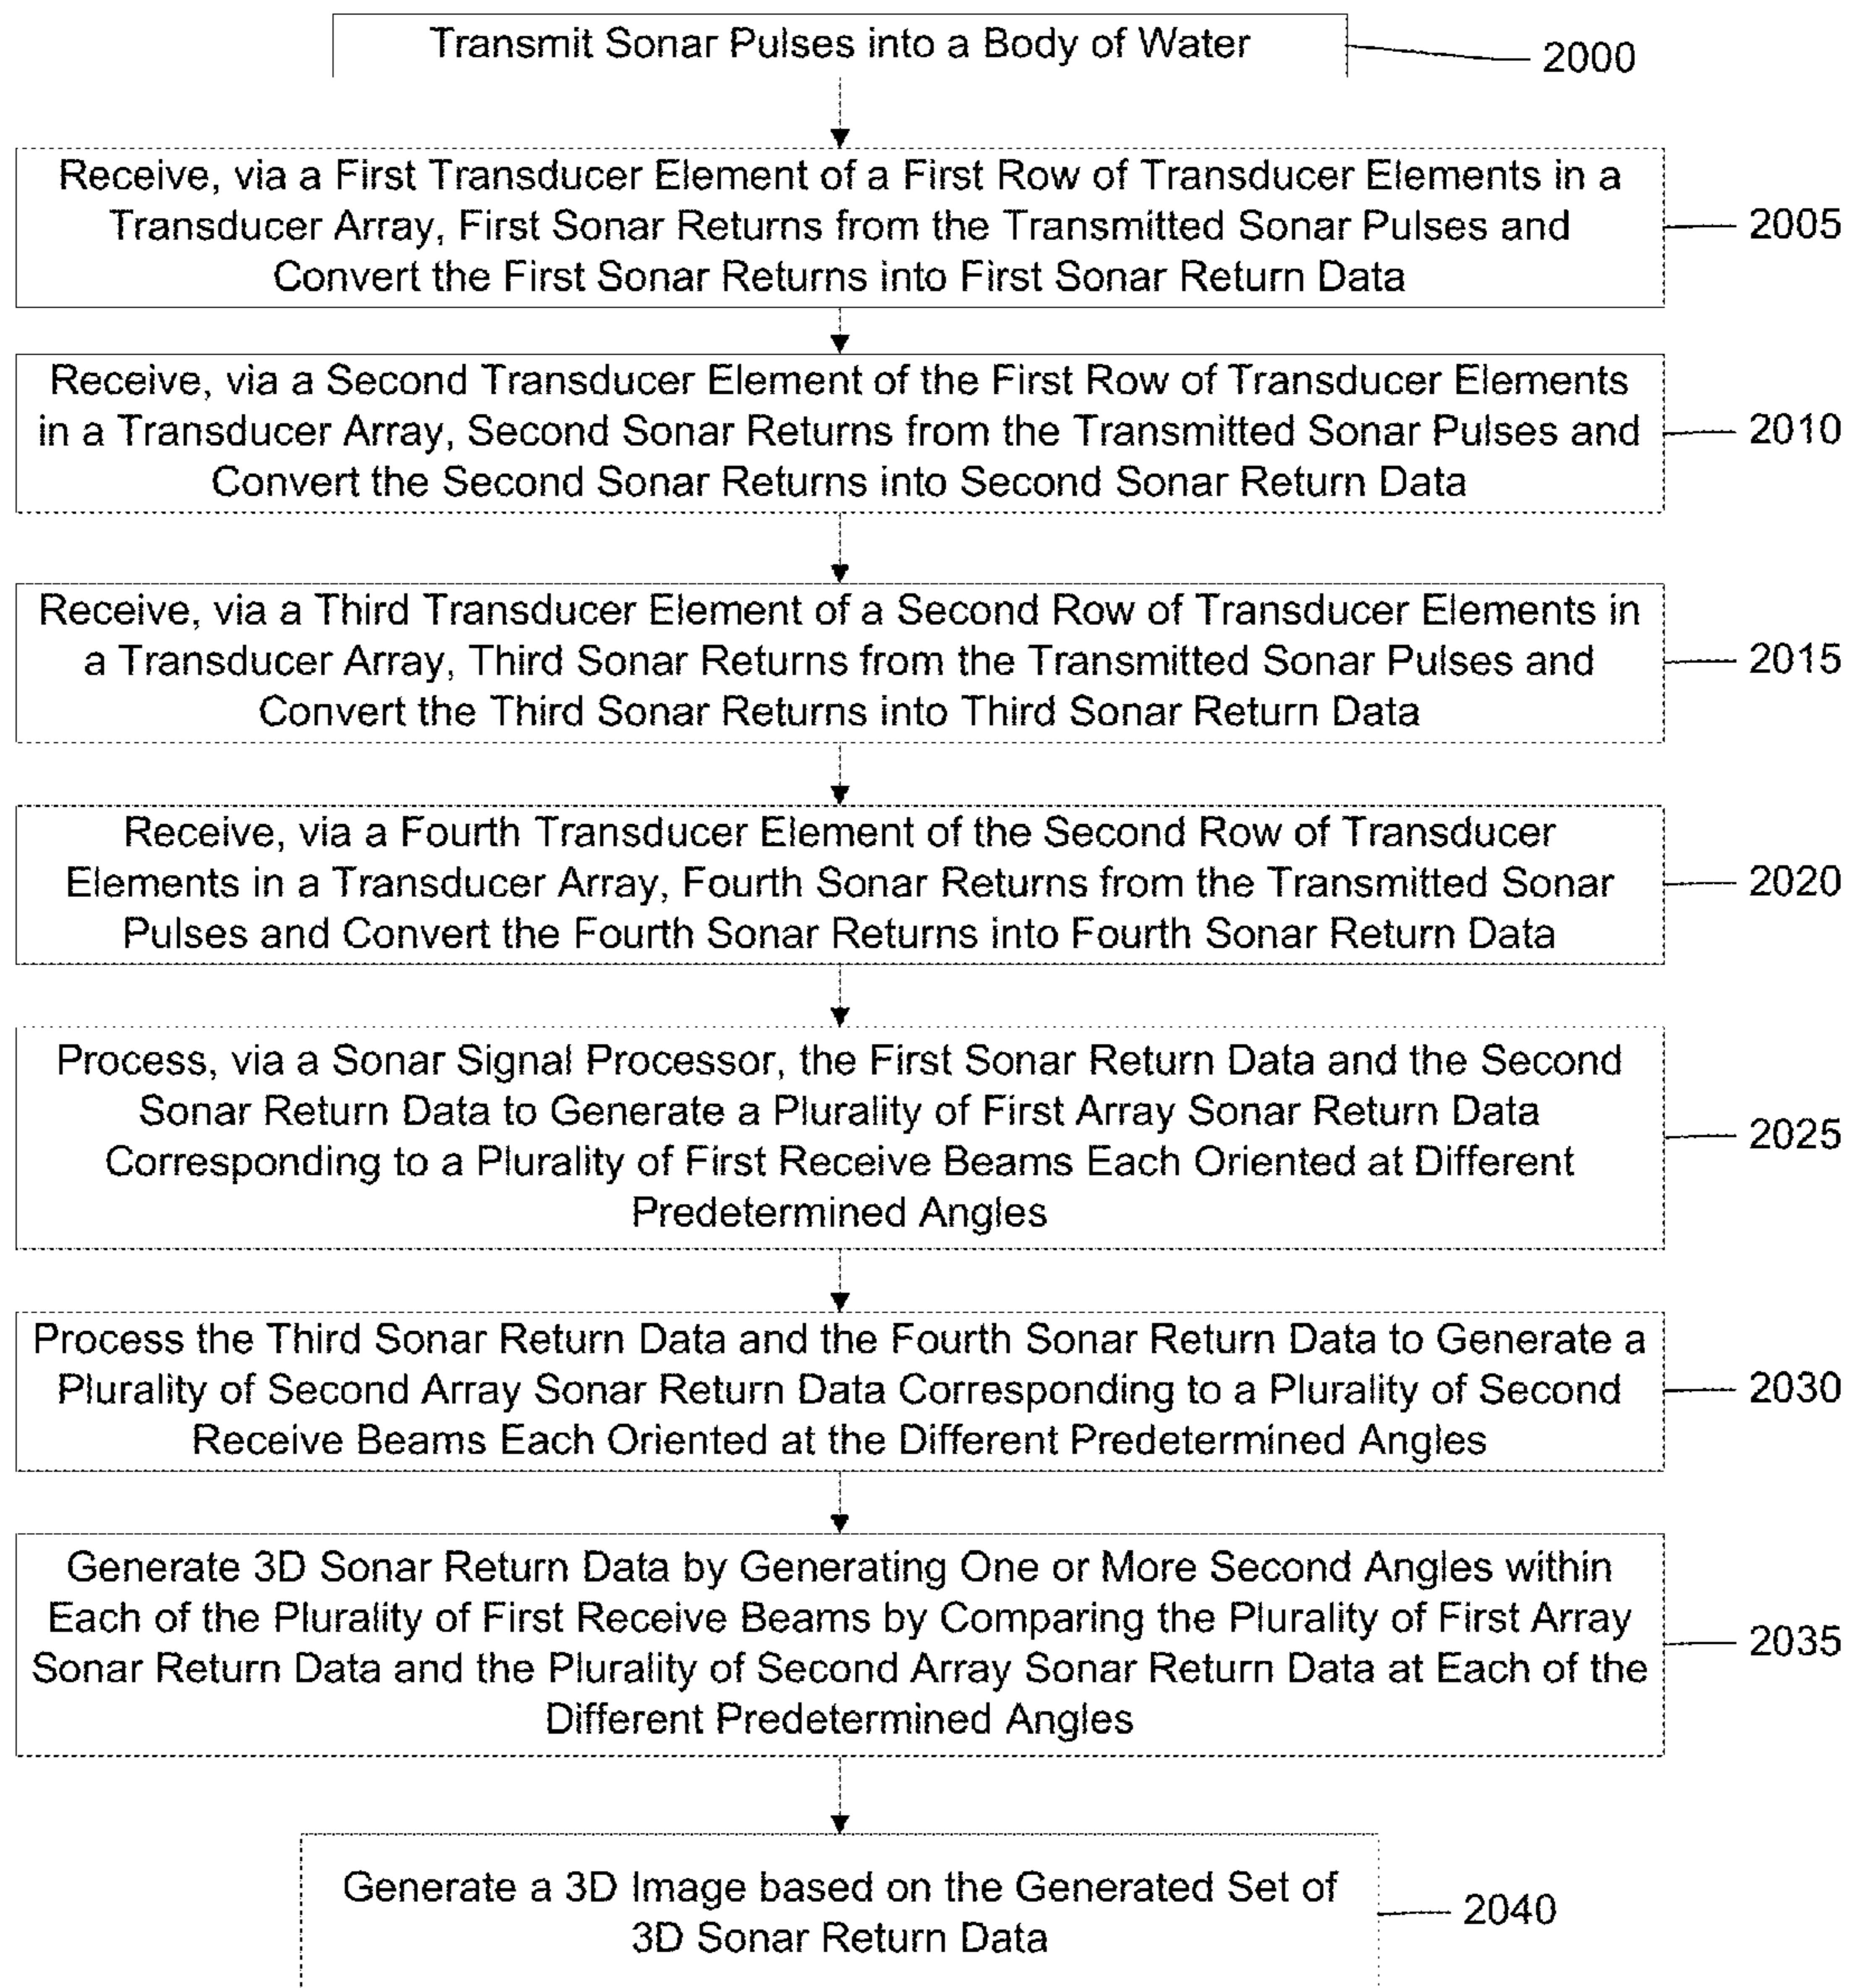 Transmit Sonar Pulses into a Body of Water
2000
Receive, via a First Transducer Element of a First Row of Transducer Elements in a
Transducer Array, First Sonar Returns from the Transmitted Sonar Pulses and
Convert the First Sonar Returns into First Sonar Return Data
2005
Receive, via a Second Transducer Element of the First Row of Transducer Elements
in a Transducer Array, Second Sonar Returns from the Transmitted Sonar Pulses and
Convert the Second Sonar Returns into Second Sonar Return Data
2010
Receive, via a Third Transducer Element of a Second Row of Transducer Elements in
a Transducer Array, Third Sonar Returns from the Transmitted Sonar Pulses and
Convert the Third Sonar Returns into Third Sonar Return Data
2015
Receive, via a Fourth Transducer Element of the Second Row of Transducer
Elements in a Transducer Array, Fourth Sonar Returns from the Transmitted Sonar
Pulses and Convert the Fourth Sonar Returns into Fourth Sonar Return Data
2020
Process, via a Sonar Signal Processor, the First Sonar Return Data and the Second
Sonar Return Data to Generate a Plurality of First Array Sonar Return Data
Corresponding to a Plurality of First Receive Beams Each Oriented at Different
Predetermined Angles
2025
Process the Third Sonar Return Data and the Fourth Sonar Return Data to Generate a
Plurality of Second Array Sonar Return Data Corresponding to a Plurality of Second
Receive Beams Each Oriented at the Different Predetermined Angles
2030
Generate 3D Sonar Return Data by Generating One or More Second Angles within
Each of the Plurality of First Receive Beams by Comparing the Plurality of First Array
Sonar Return Data and the Plurality of Second Array Sonar Return Data at Each of the
Different Predetermined Angles
2035
Generate a 3D Image based on the Generated Set of
3D Sonar Return Data
2040